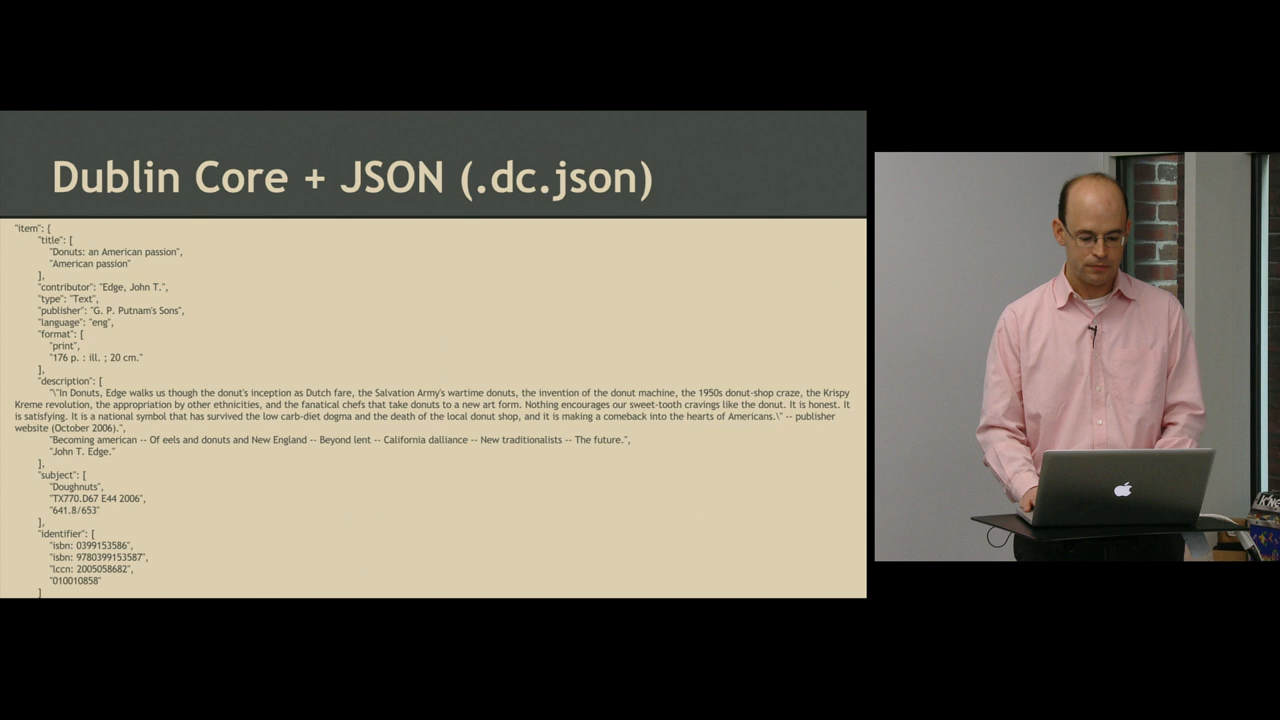 Dublin Core + JSON (.dc.json)
"item": {
"title": [
"Donuts: an American passion",
"American passion"
],
"contributor": "Edge, John T.",
"type": "Text",
"publisher": "G. P. Putnam's Sons",
"language": "eng",
"format": [
"print",
"176 p. : ill. ; 20 cm."
],
"description": [
"\"In Donuts, Edge walks us though the donut's inception as Dutch fare, the Salvation Army's wartime donuts, the invention of the donut machine, the 1950s donut-shop craze, the Krispy
Kreme revolution, the appropriation by other ethnicities, and the fanatical chefs that take donuts to a new art form. Nothing encourages our sweet-tooth cravings like the donut. It is honest. It
is satisfying. It is a national symbol that has survived the low carb-diet dogma and the death of the local donut shop, and it is making a comeback into the hearts of Americans.\" -- publisher
website (October 2006).",
"Becoming american -- Of eels and donuts and New England -- Beyond lent -- California dalliance -- New traditionalists -- The future.",
"John T. Edge."
],
"subject": [
"Doughnuts",
"TX770.D67 E44 2006",
"641.8/653"
],
"identifier": [
"isbn: 0399153586",
"isbn: 9780399153587",
"lccn: 2005058682",
"010010858"
]